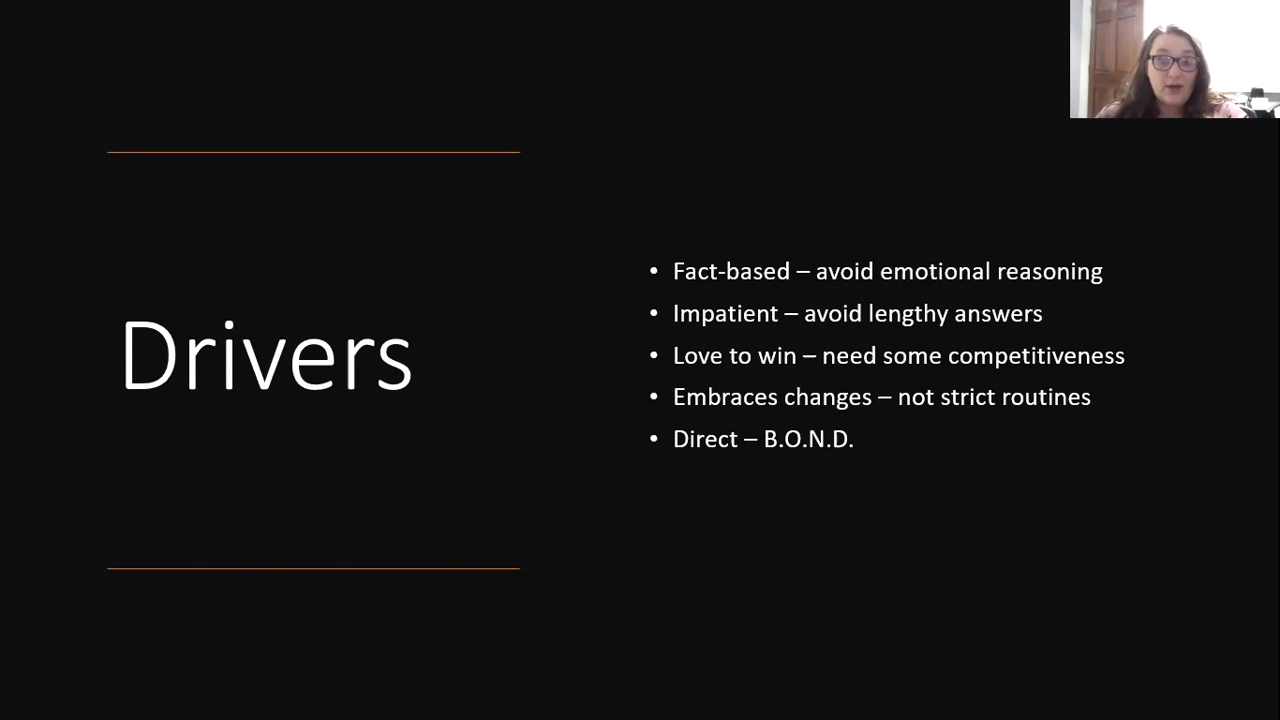 Drivers
• Fact-based – avoid emotional reasoning
• Impatient – avoid lengthy answers
• Love to win – need some competitiveness
• Embraces changes – not strict routines
• Direct – B.O.N.D.